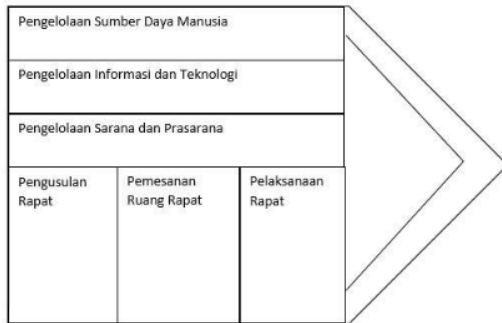 Pengelolaan Sumber Daya Manusia
Pengelolaan Informasi dan Teknologi
Pengelolaan Sarana dan Prasarana
Pengusulan
Rapat
Pemesanan
Ruang Rapat
Pelaksanaan
Rapat